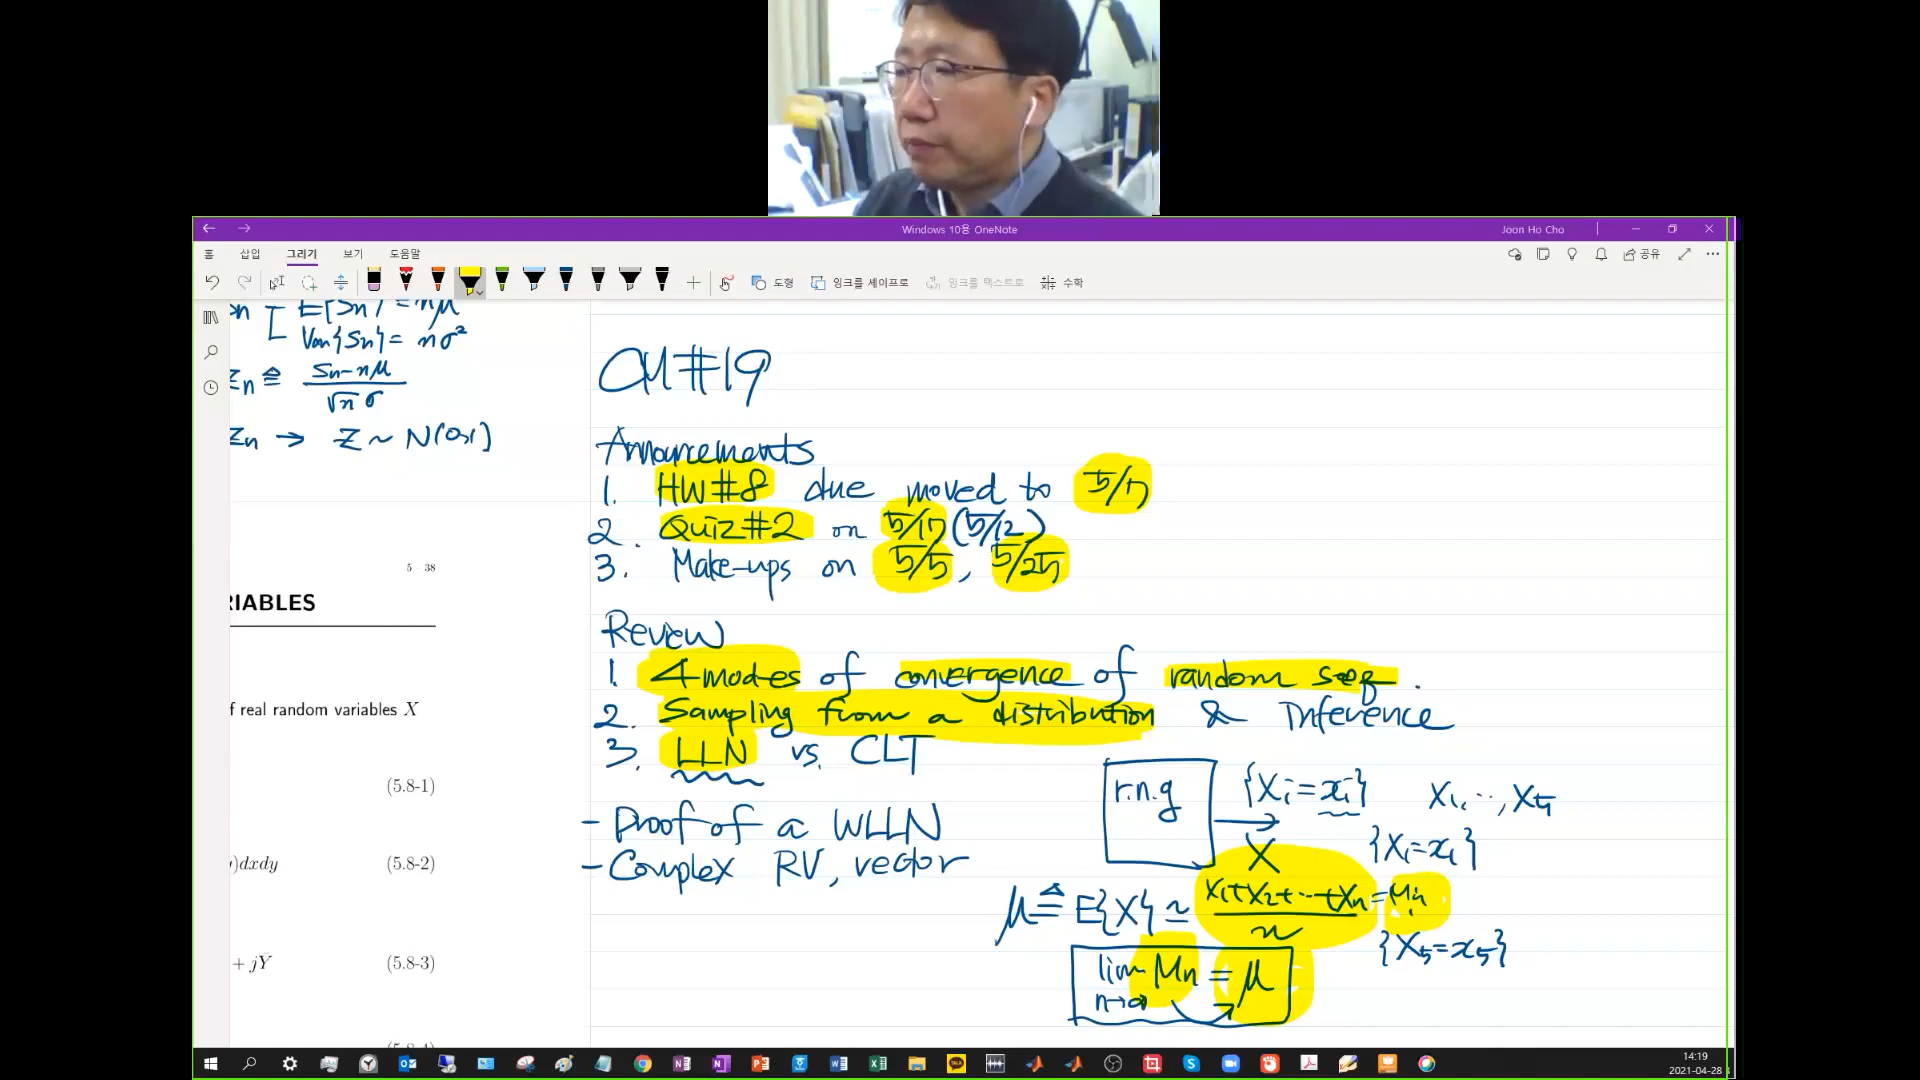 Windows 10용 OneNote
Joon Ho Cho
홈 삽입 그리기 보기 도움말
공유
도형 잉크를 셰이프로 잉크를 텍스트로 수학
Sn E[Sn] = nμ
Var{Sn} = nσ²
Zn ≜ Sn-nμ / √n σ
Zn → Z ~ N(0,1)
5 38
RIABLES
f real random variables X
(5.8-1)
)dxdy (5.8-2)
+ jY (5.8-3)
CM#19
Announcements
1. HW#8 due moved to 5/17
2. Quiz#2 on 5/17 (5/12)
3. Make-ups on 5/5, 5/25
Review
1. 4 modes of convergence of random seq.
2. Sampling from a distribution & Inference
3. LLN vs. CLT
- Proof of a WLLN
- Complex RV, vector
r.n.g {Xi = xi} X1, ..., X5
X {X1=x1}
μ ≜ E{X} ≃ X1+X2+...+Xn / n = Mn
{X5=x5}
lim n→∞ Mn = μ
14:19
2021-04-28